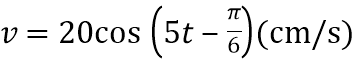 v = 20cos (5t – π/6)(cm/s)